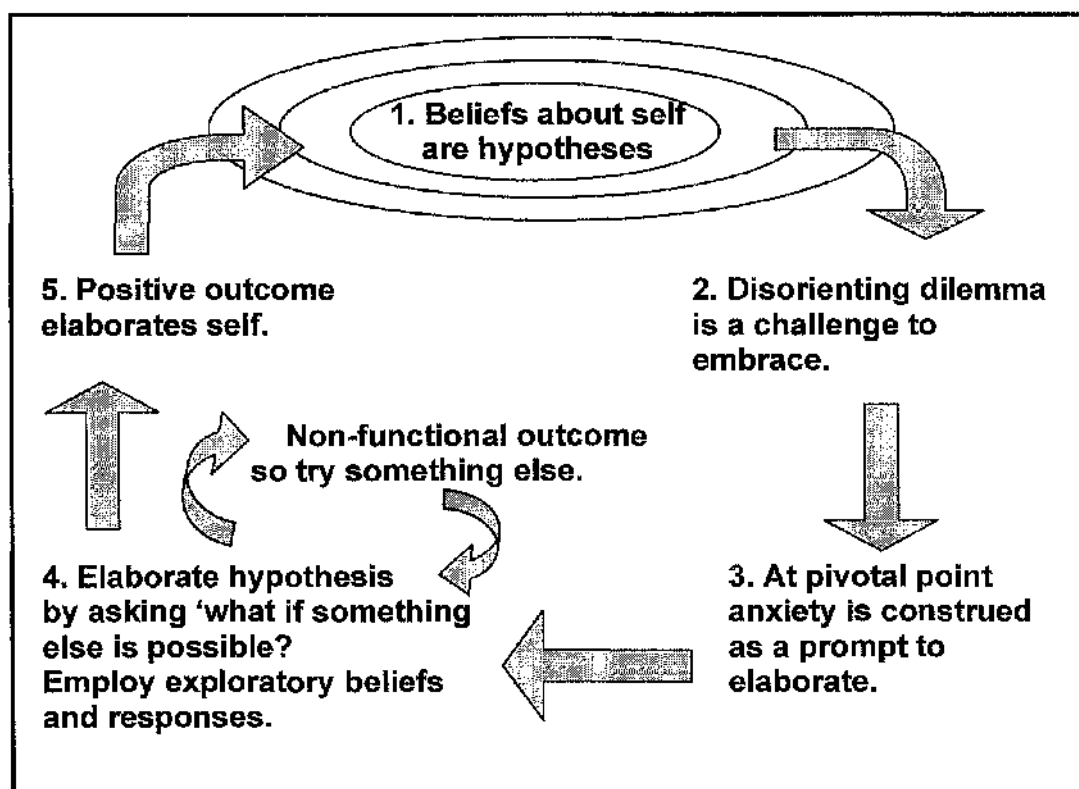 1. Beliefs about self
are hypotheses
2. Disorienting dilemma
is a challenge to
embrace.
3. At pivotal point
anxiety is construed
as a prompt to
elaborate.
4. Elaborate hypothesis
by asking ‘what if something
else is possible?
Employ exploratory beliefs
and responses.
Non-functional outcome
so try something else.
5. Positive outcome
elaborates self.